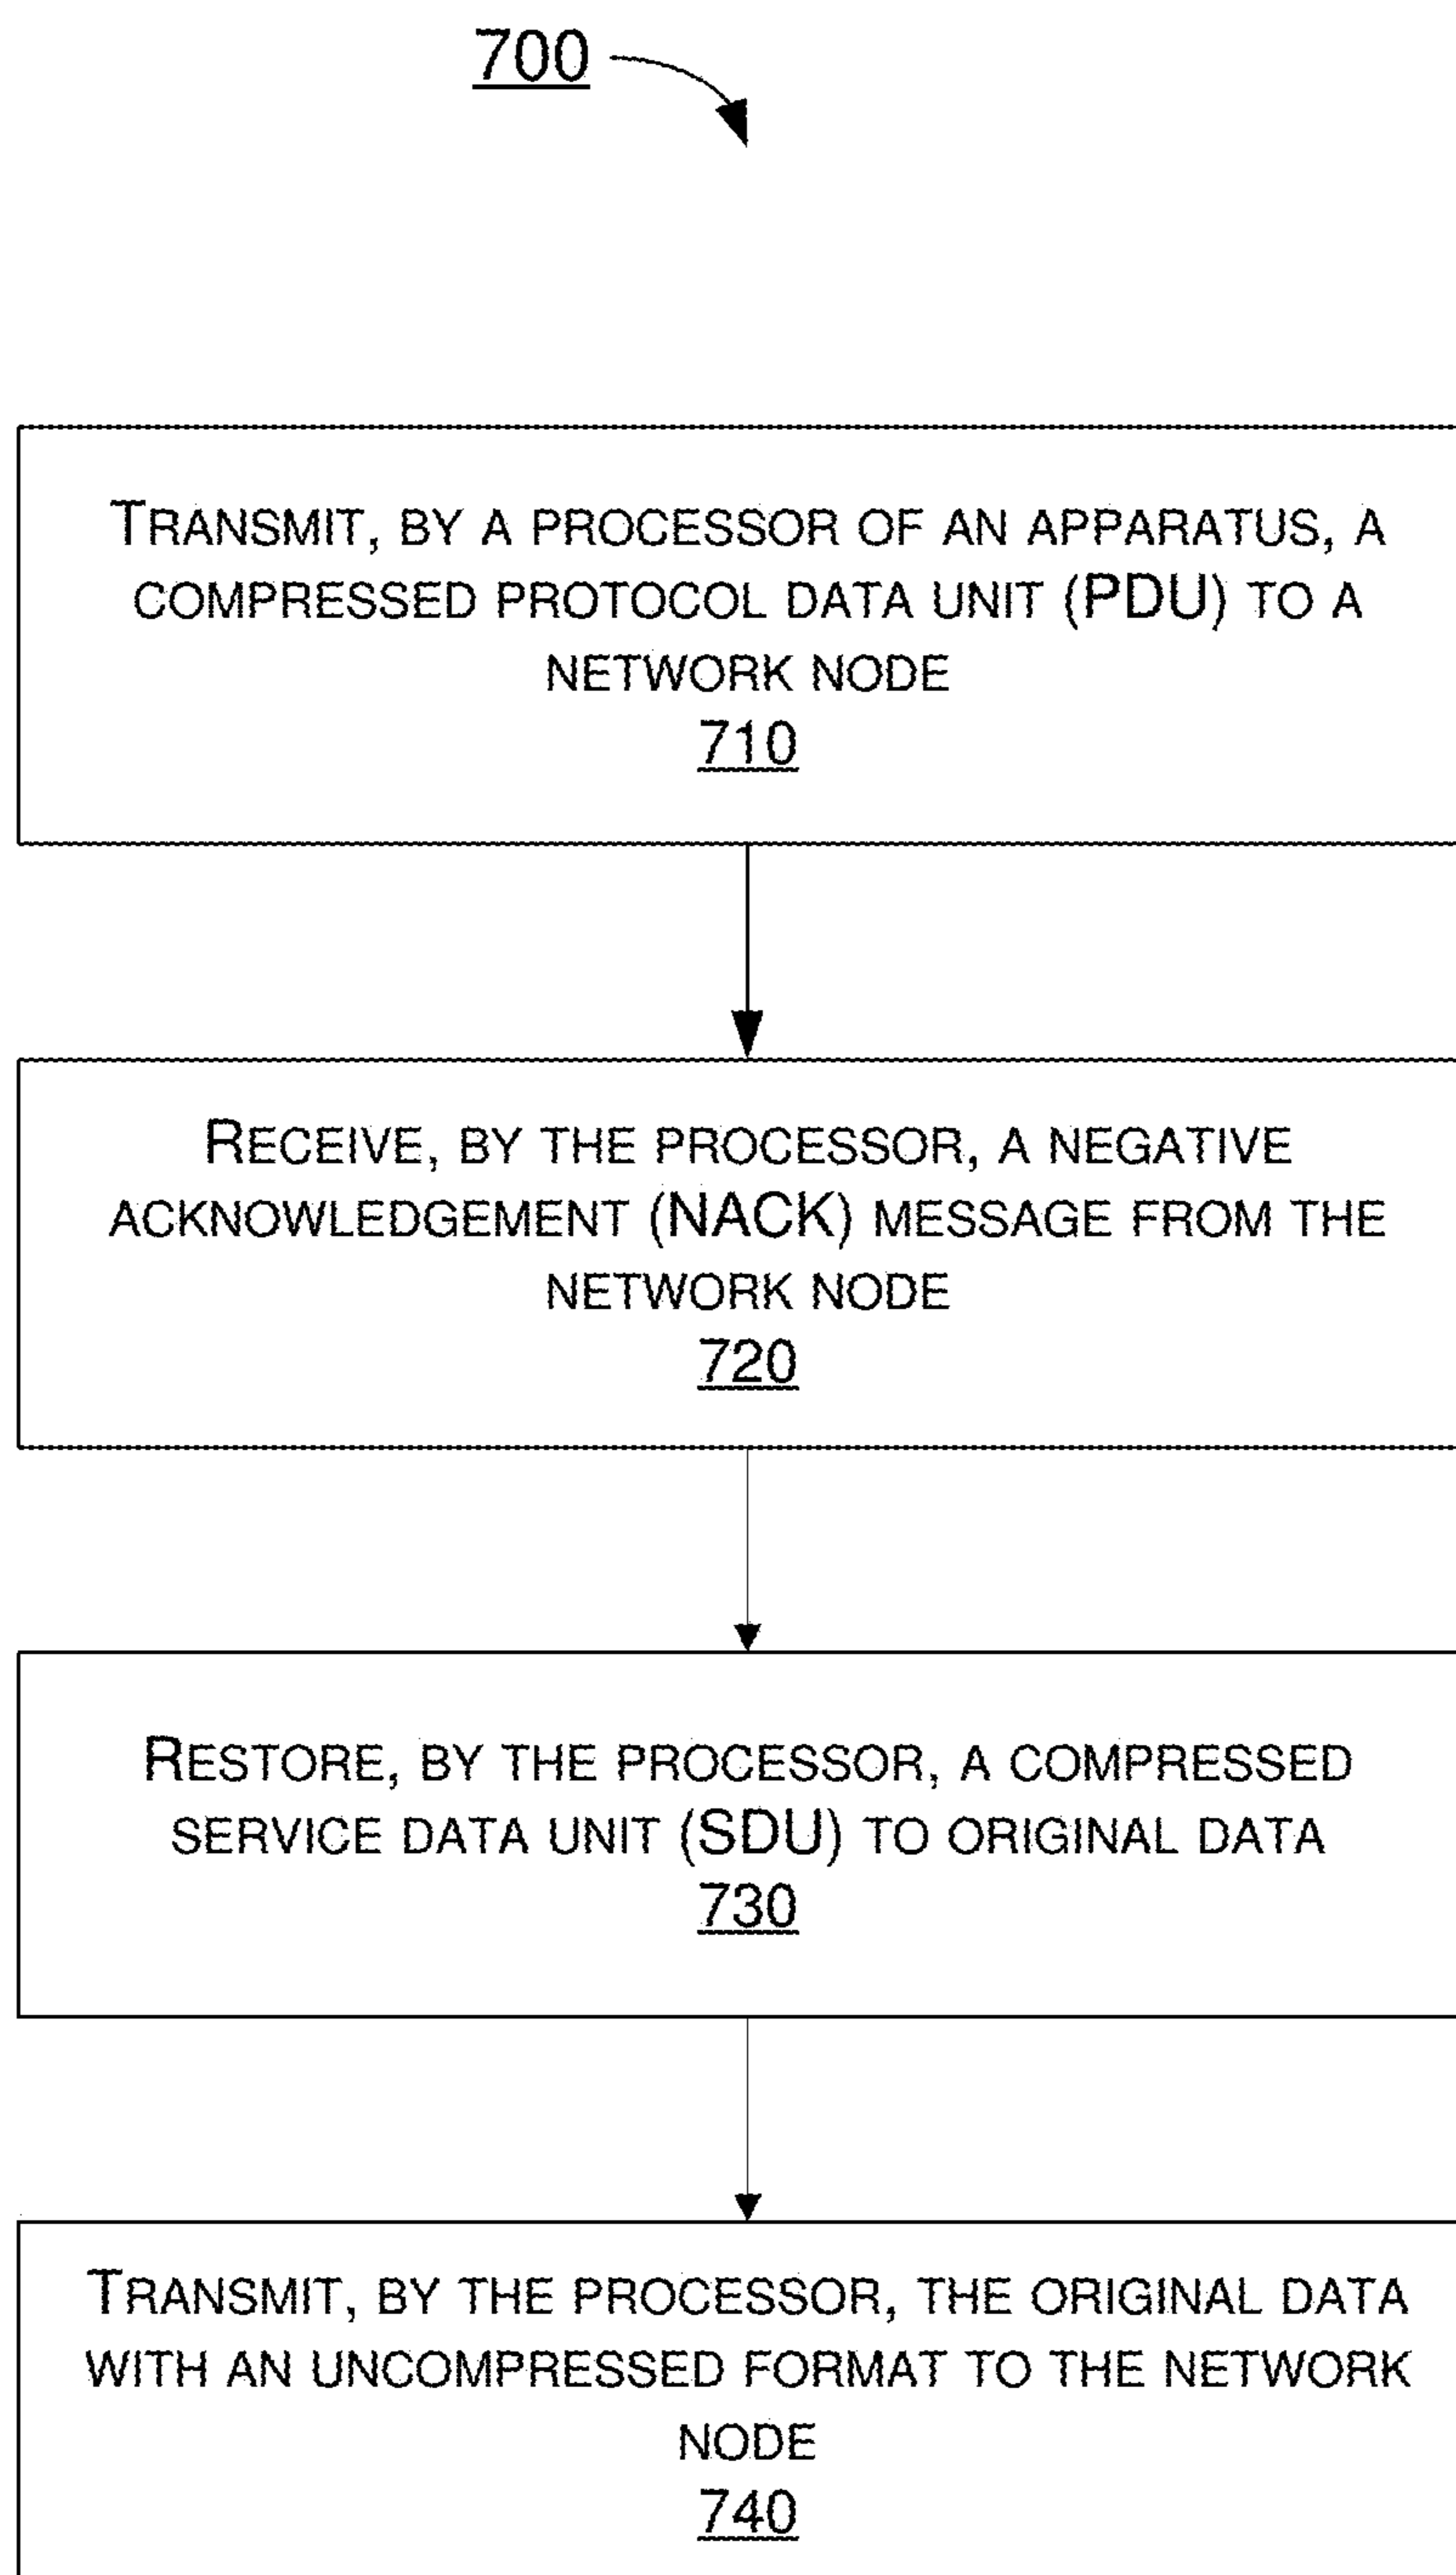 700
TRANSMIT, BY A PROCESSOR OF AN APPARATUS, A
COMPRESSED PROTOCOL DATA UNIT (PDU) TO A
NETWORK NODE
710
RECEIVE, BY THE PROCESSOR, A NEGATIVE
ACKNOWLEDGEMENT (NACK) MESSAGE FROM THE
NETWORK NODE
720
RESTORE, BY THE PROCESSOR, A COMPRESSED
SERVICE DATA UNIT (SDU) TO ORIGINAL DATA
730
TRANSMIT, BY THE PROCESSOR, THE ORIGINAL DATA
WITH AN UNCOMPRESSED FORMAT TO THE NETWORK
NODE
740